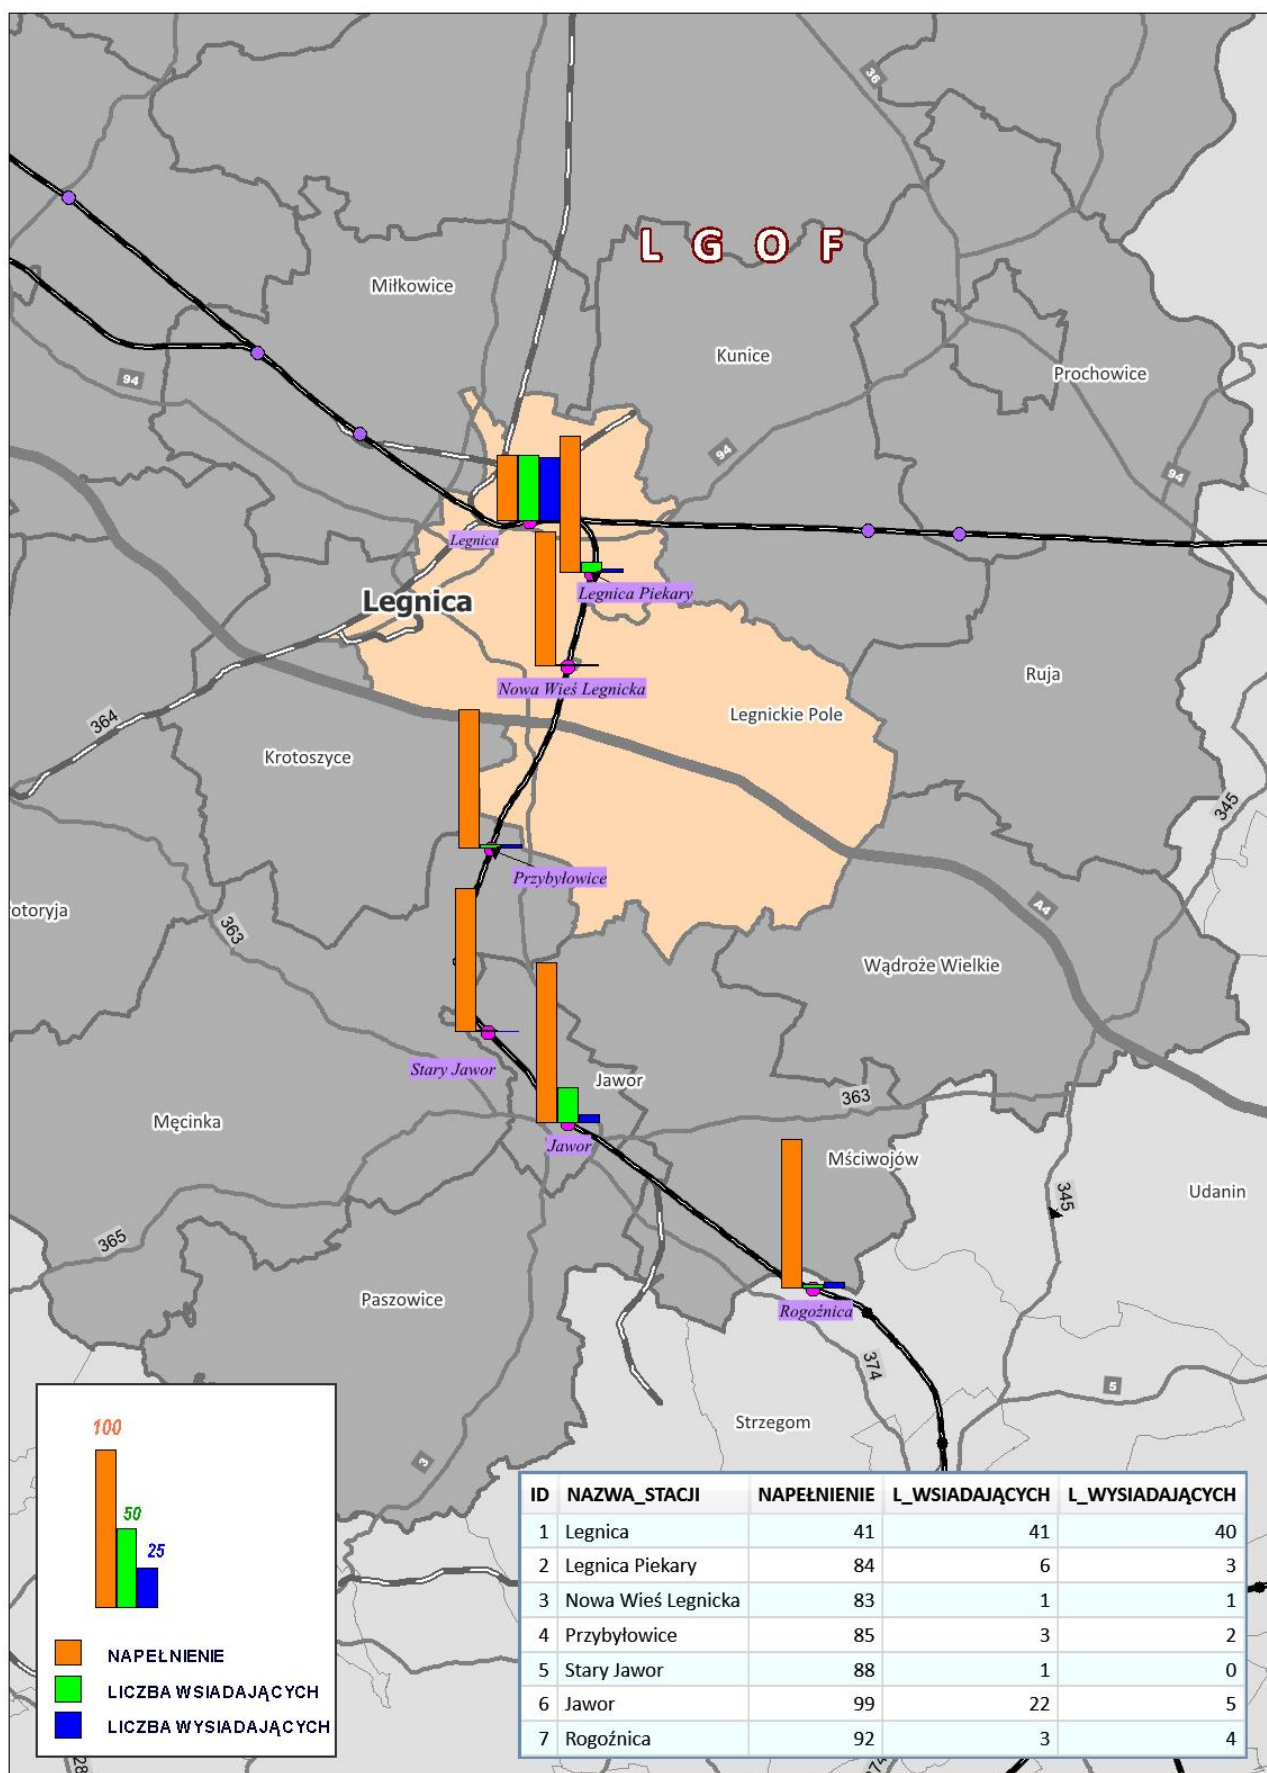 36
L G O F
Miłkowice
Kunice
Prochowice
94
94
94
Legnica
Legnica Piekary
Legnica
Nowa Wieś Legnicka
Ruja
Legnickie Pole
364
Krotoszyce
345
Przybyłowice
A4
otoryja
363
Wądroże Wielkie
Stary Jawor
Jawor
363
Męcinka
Jawor
Mściwojów
Udanin
345
365
Paszowice
Rogoźnica
374
5
Strzegom
3
100
50
25
NAPEŁNIENIE
LICZBA WSIADAJĄCYCH
LICZBA WYSIADAJĄCYCH
ID NAZWA_STACJI NAPEŁNIENIE L_WSIADAJĄCYCH L_WYSIADAJĄCYCH
1 Legnica 41 41 40
2 Legnica Piekary 84 6 3
3 Nowa Wieś Legnicka 83 1 1
4 Przybyłowice 85 3 2
5 Stary Jawor 88 1 0
6 Jawor 99 22 5
7 Rogoźnica 92 3 4
374